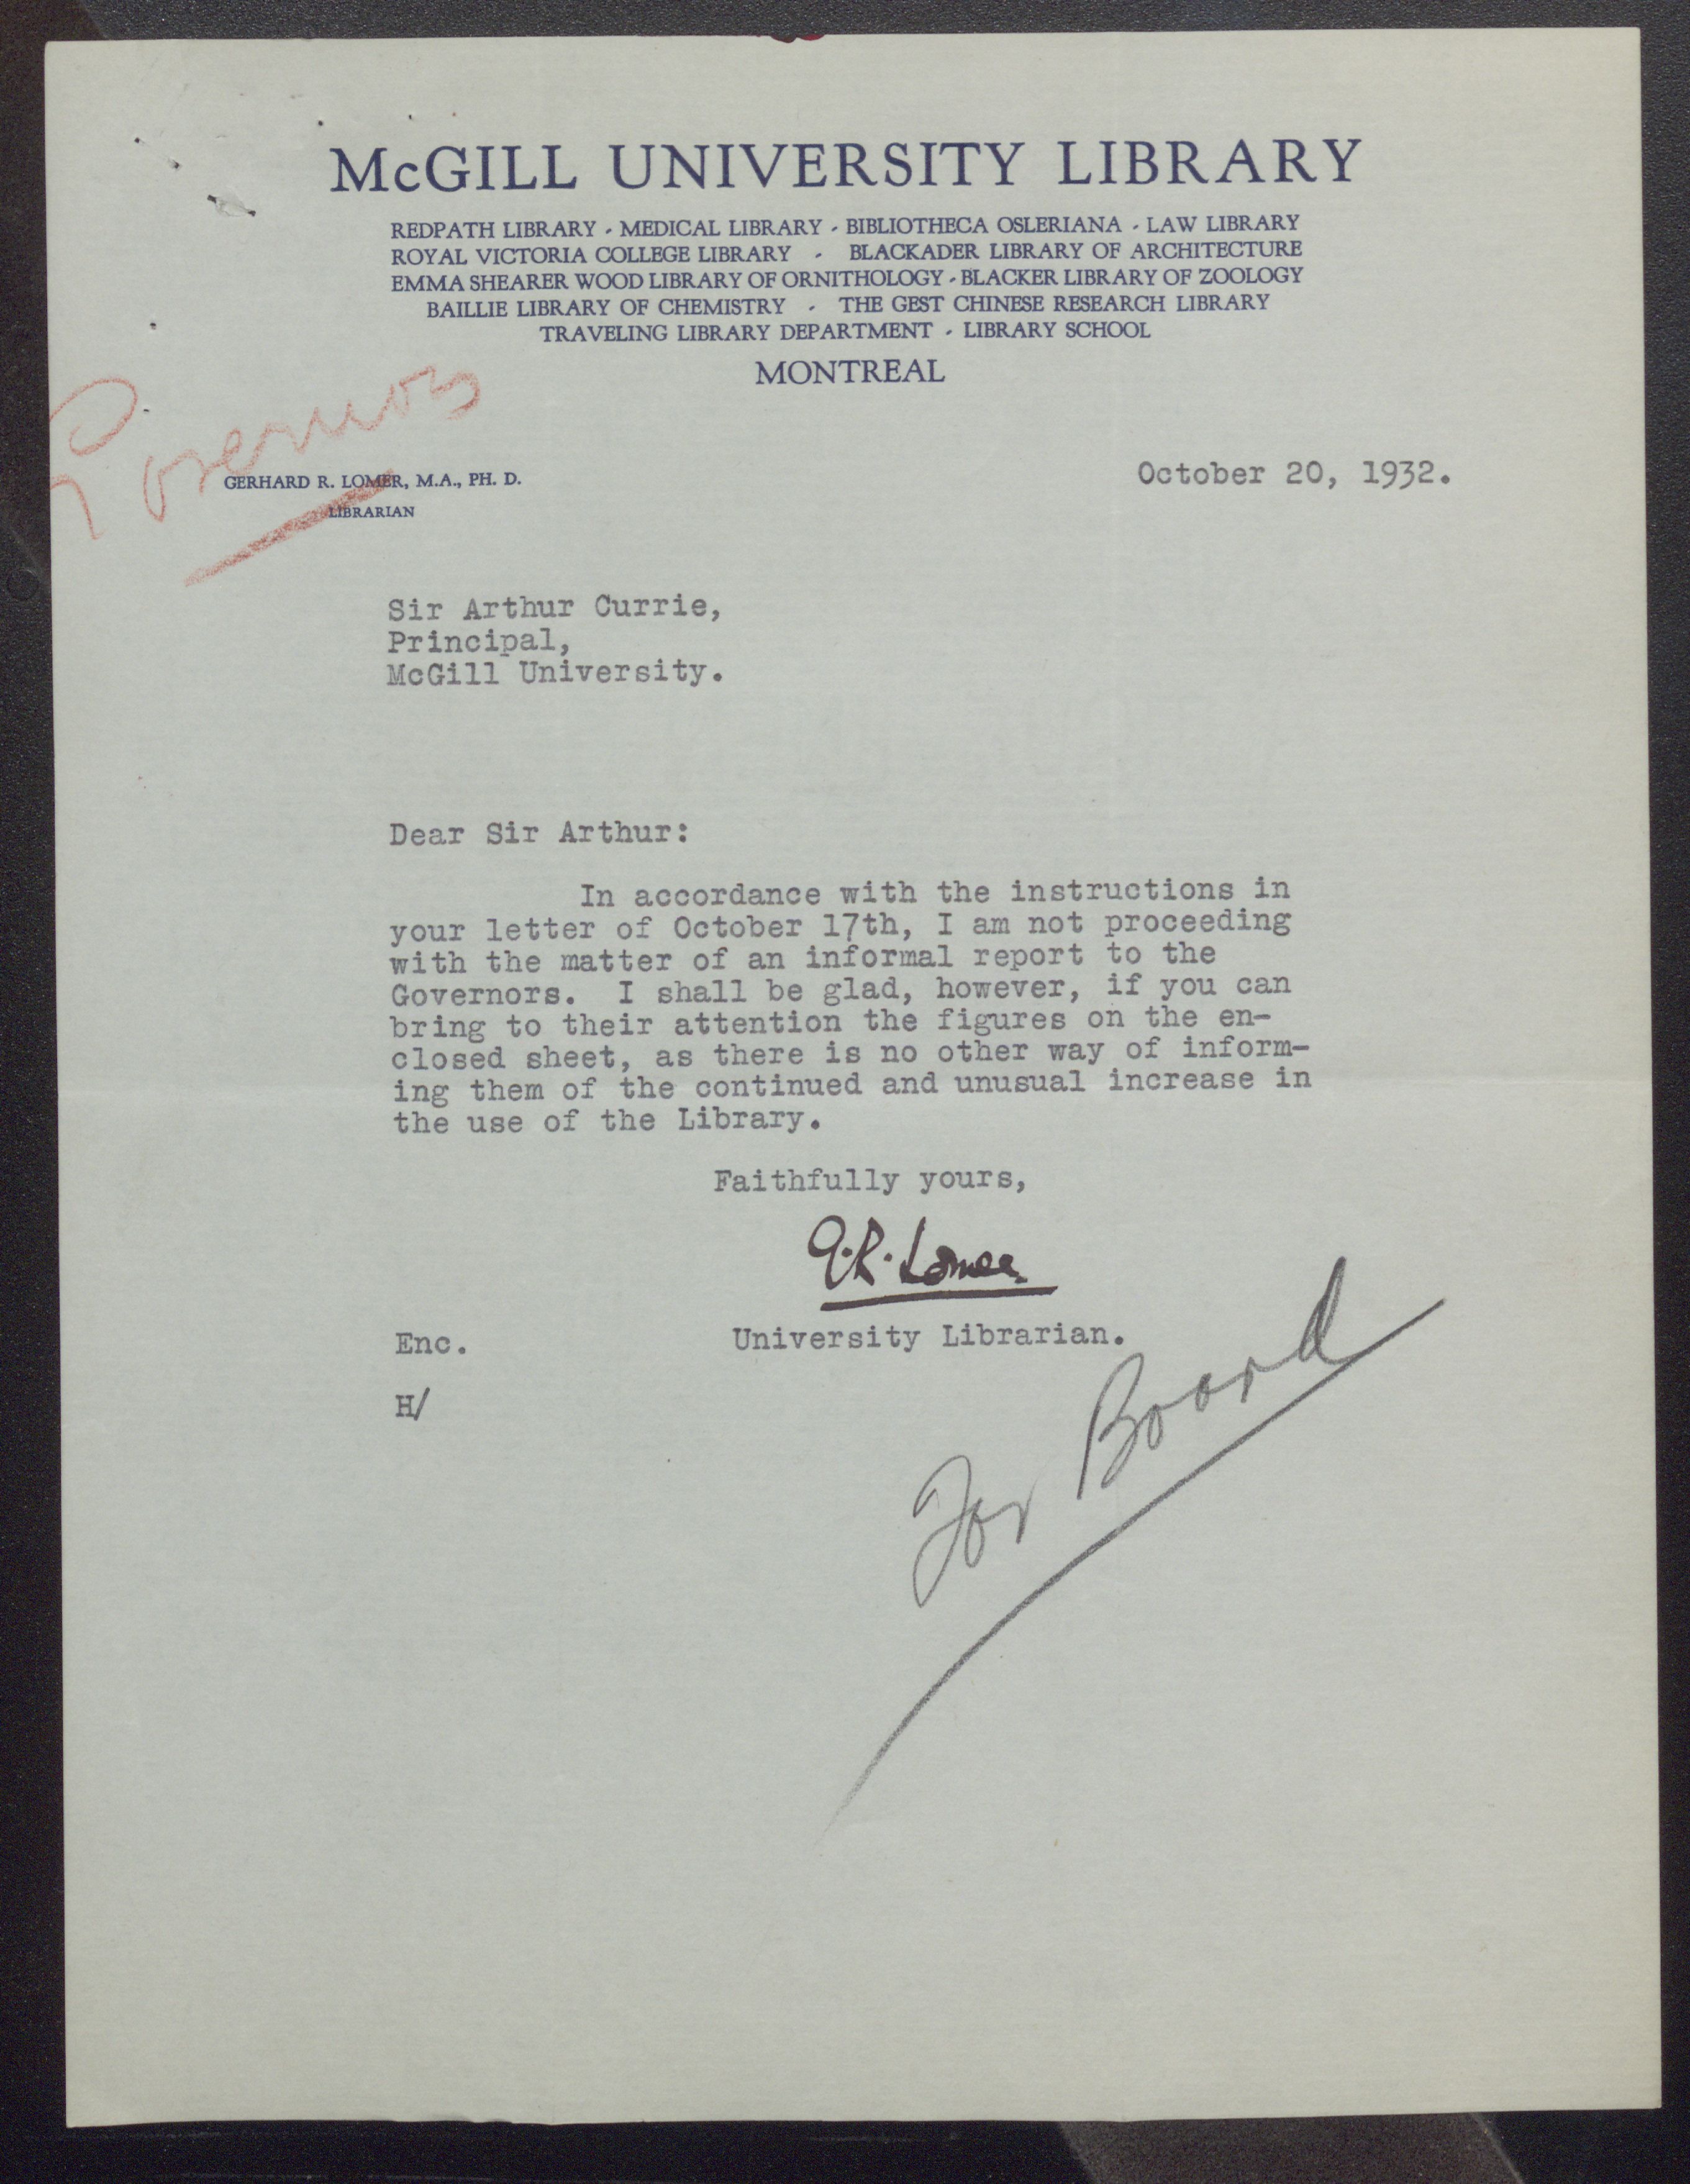 McGILL UNIVERSITY LIBRARY
REDPATH LIBRARY - MEDICAL LIBRARY - BIBLIOTHECA OSLERIANA - LAW LIBRARY
ROYAL VICTORIA COLLEGE LIBRARY - BLACKADER LIBRARY OF ARCHITECTURE
EMMA SHEARER WOOD LIBRARY OF ORNITHOLOGY - BLACKER LIBRARY OF ZOOLOGY
BAILLIE LIBRARY OF CHEMISTRY - THE GEST CHINESE RESEARCH LIBRARY
TRAVELING LIBRARY DEPARTMENT - LIBRARY SCHOOL
MONTREAL
GERHARD R. LOMER, M.A., PH. D.
LIBRARIAN
October 20, 1932.
Sir Arthur Currie,
Principal,
McGill University.
Dear Sir Arthur:
In accordance with the instructions in
your letter of October 17th, I am not proceeding
with the matter of an informal report to the
Governors. I shall be glad, however, if you can
bring to their attention the figures on the en-
closed sheet, as there is no other way of inform-
ing them of the continued and unusual increase in
the use of the Library.
Faithfully yours,
G.R. Lomer
University Librarian.
Enc.
H/
For Board